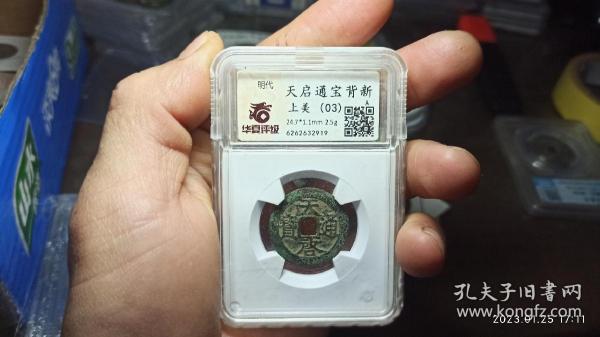 明代
天启通宝背新
上美 (03)
A
24.7*1.1mm 2.5g
6262632919
华夏评级
天
启
通
寶
孔夫子旧书网
www.kongfz.com
2023.01.25 17:11